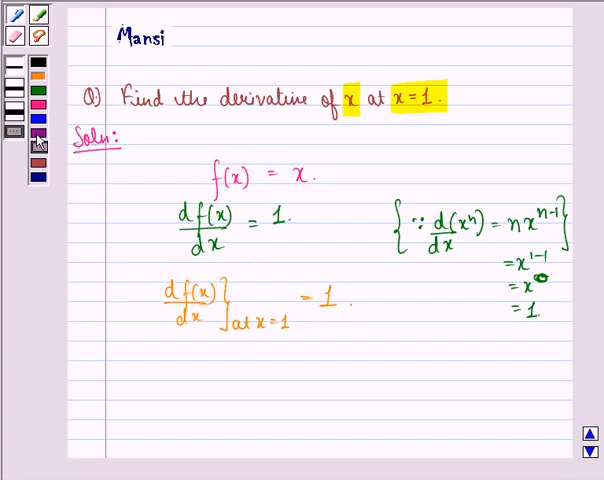 Mansi
Q) Find the derivative of x at x = 1.
Soln:
f(x) = x.
df(x)/dx = 1.
{∵ d(xⁿ)/dx = nxⁿ⁻¹}
= x¹⁻¹
= x⁰
= 1.
df(x)/dx} at x = 1 = 1.